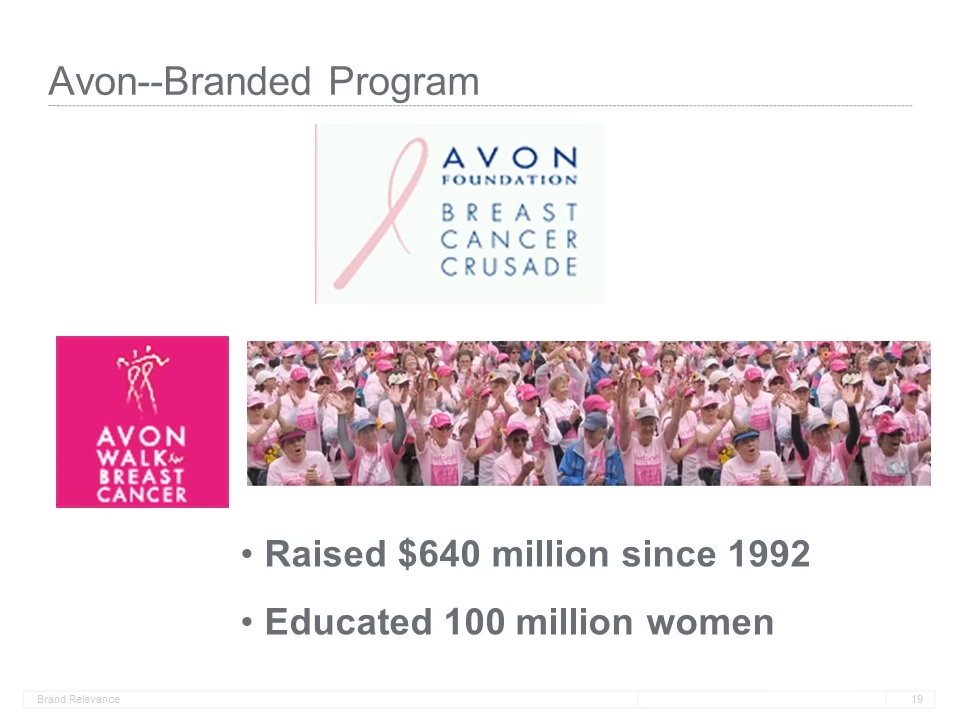 Avon--Branded Program
AVON
FOUNDATION
BREAST
CANCER
CRUSADE
AVON
WALK for
BREAST
CANCER
• Raised $640 million since 1992
• Educated 100 million women
Brand Relevance
19